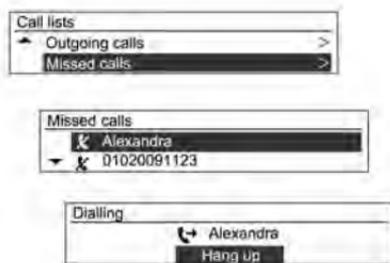 Call lists
Outgoing calls >
Missed calls >
Missed calls
Alexandra
01020091123
Dialling
Alexandra
Hang up